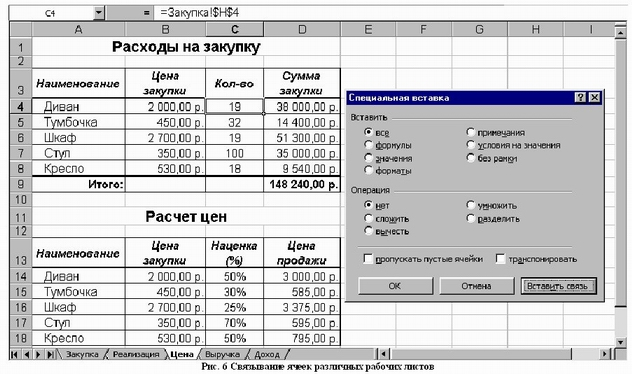 C4 = =Закупка!$H$4
A B C D E F G H I
1 Расходы на закупку
2
3 Наименование Цена закупки Кол-во Сумма закупки
4 Диван 2 000,00 р. 19 38 000,00 р.
5 Тумбочка 450,00 р. 32 14 400,00 р.
6 Шкаф 2 700,00 р. 19 51 300,00 р.
7 Стул 350,00 р. 100 35 000,00 р.
8 Кресло 530,00 р. 18 9 540,00 р.
9 Итого: 148 240,00 р.
10
11 Расчет цен
12
13 Наименование Цена закупки Наценка (%) Цена продажи
14 Диван 2 000,00 р. 50% 3 000,00 р.
15 Тумбочка 450,00 р. 30% 585,00 р.
16 Шкаф 2 700,00 р. 25% 3 375,00 р.
17 Стул 350,00 р. 70% 595,00 р.
18 Кресло 530,00 р. 50% 795,00 р.
Специальная вставка
Вставить
все примечания
формулы условия на значения
значения без рамки
форматы
Операция
нет умножить
сложить разделить
вычесть
пропускать пустые ячейки транспонировать
ОК Отмена Вставить связь
Закупка Реализация Цена Выручка Доход
Рис. 6 Связывание ячеек различных рабочих листов